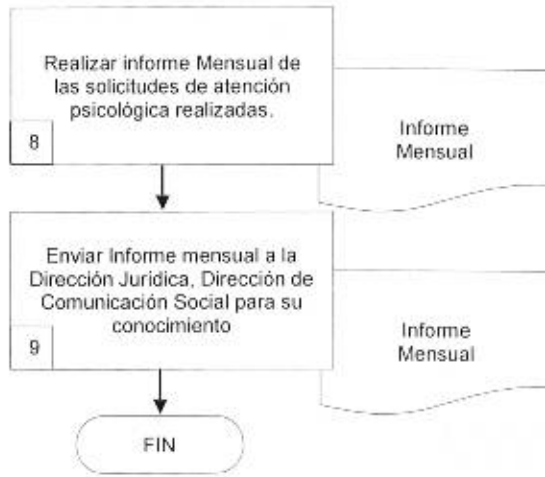 Realizar informe Mensual de
las solicitudes de atención
psicológica realizadas.
8
Informe
Mensual
Enviar Informe mensual a la
Dirección Jurídica, Dirección de
Comunicación Social para su
conocimiento
9
Informe
Mensual
FIN